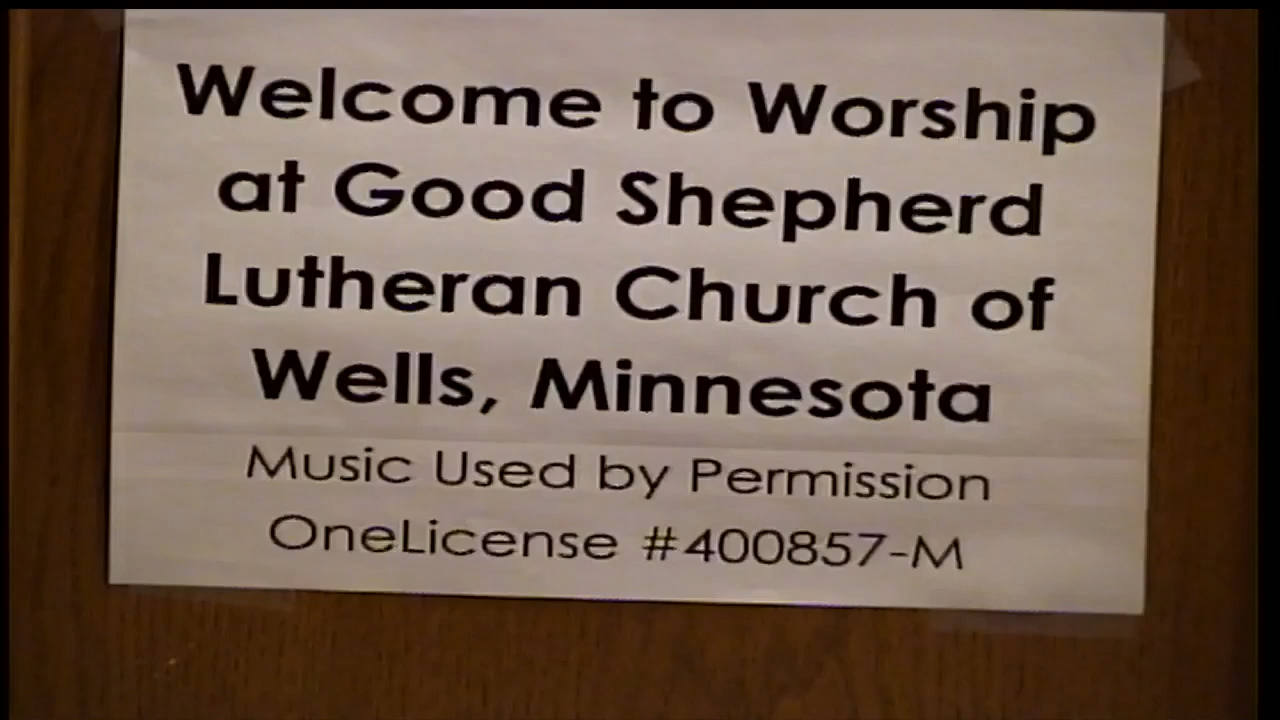 Welcome to Worship
at Good Shepherd
Lutheran Church of
Wells, Minnesota
Music Used by Permission
OneLicense #400857-M